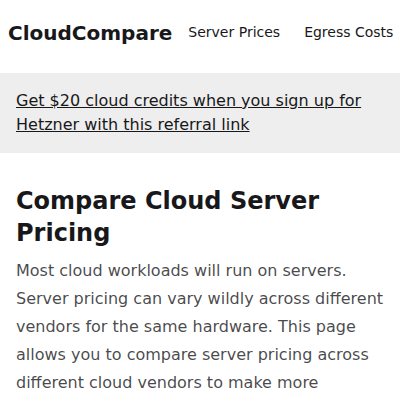 CloudCompare Server Prices Egress Costs
Get $20 cloud credits when you sign up for
Hetzner with this referral link
Compare Cloud Server
Pricing
Most cloud workloads will run on servers.
Server pricing can vary wildly across different
vendors for the same hardware. This page
allows you to compare server pricing across
different cloud vendors to make more